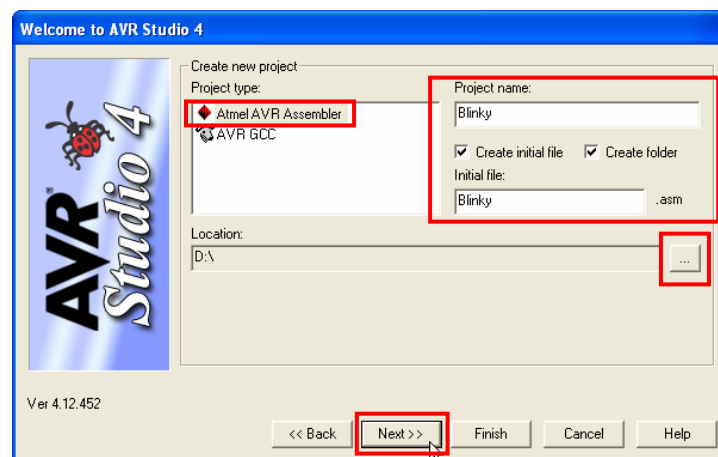 Welcome to AVR Studio 4
Create new project
Project type:
Atmel AVR Assembler
AVR GCC
Project name:
Blinky
Create initial file
Create folder
Initial file:
Blinky .asm
Location:
D:\
...
AVR®
Studio 4
Ver 4.12.452
<< Back Next >> Finish Cancel Help